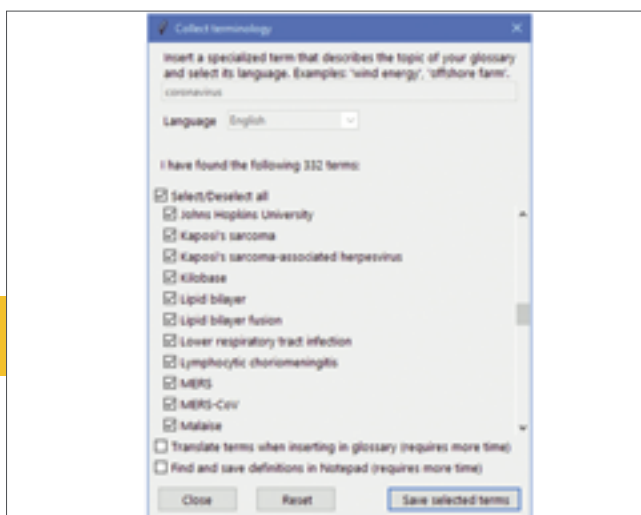 Collect terminology
Insert a specialized term that describes the topic of your glossary
and select its language. Examples: 'wind energy', 'offshore farm'.
coronavirus
Language English
I have found the following 332 terms:
Select/Deselect all
Johns Hopkins University
Kaposi's sarcoma
Kaposi's sarcoma-associated herpesvirus
Kilobase
Lipid bilayer
Lipid bilayer fusion
Lower respiratory tract infection
Lymphocytic choriomeningitis
MERS
MERS-CoV
Malaise
Translate terms when inserting in glossary (requires more time)
Find and save definitions in Notepad (requires more time)
Close Reset Save selected terms